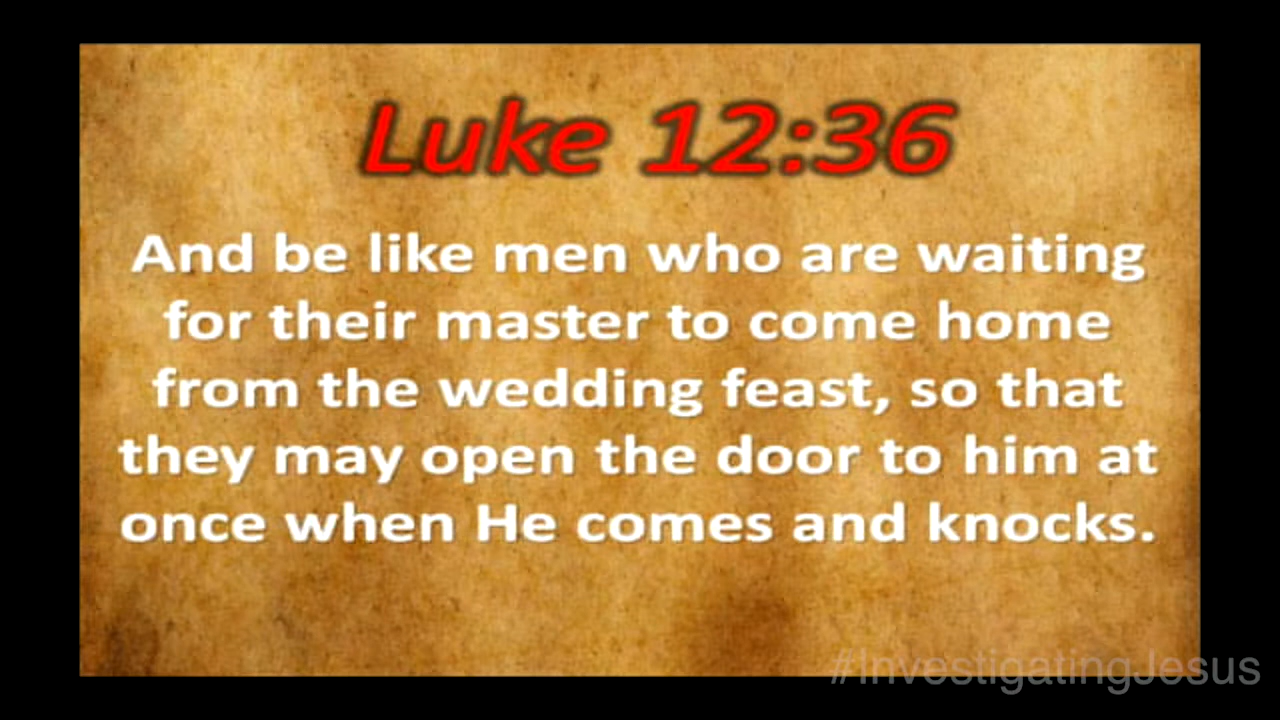 Luke 12:36
And be like men who are waiting
for their master to come home
from the wedding feast, so that
they may open the door to him at
once when He comes and knocks.
#InvestigatingJesus